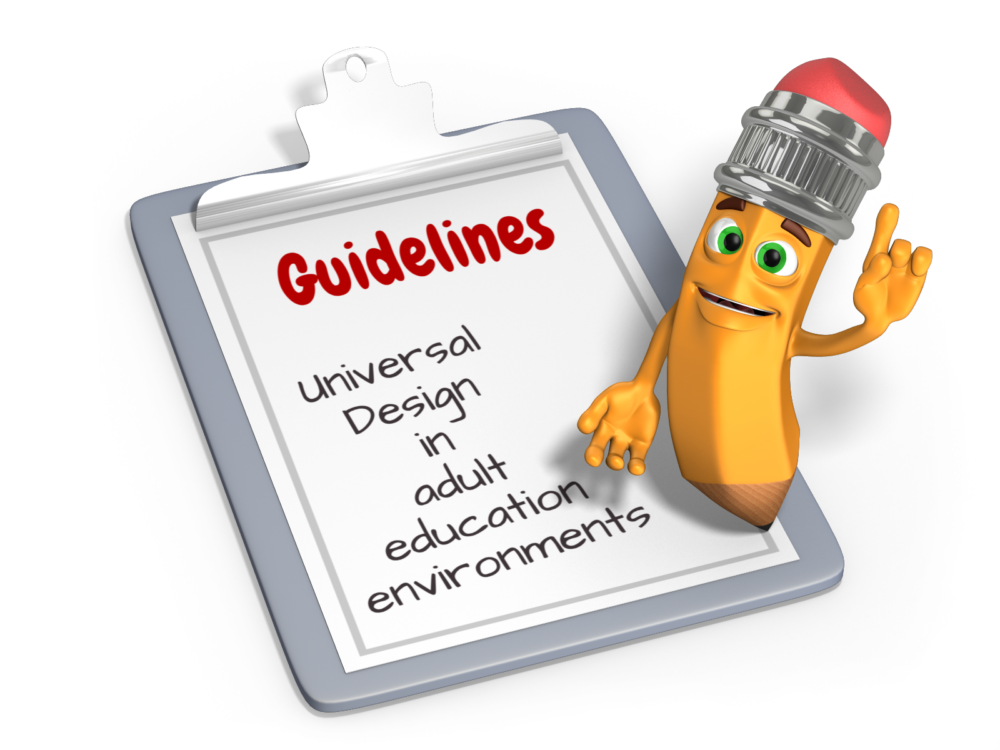 Guidelines
Universal
Design
in
adult
education
environments